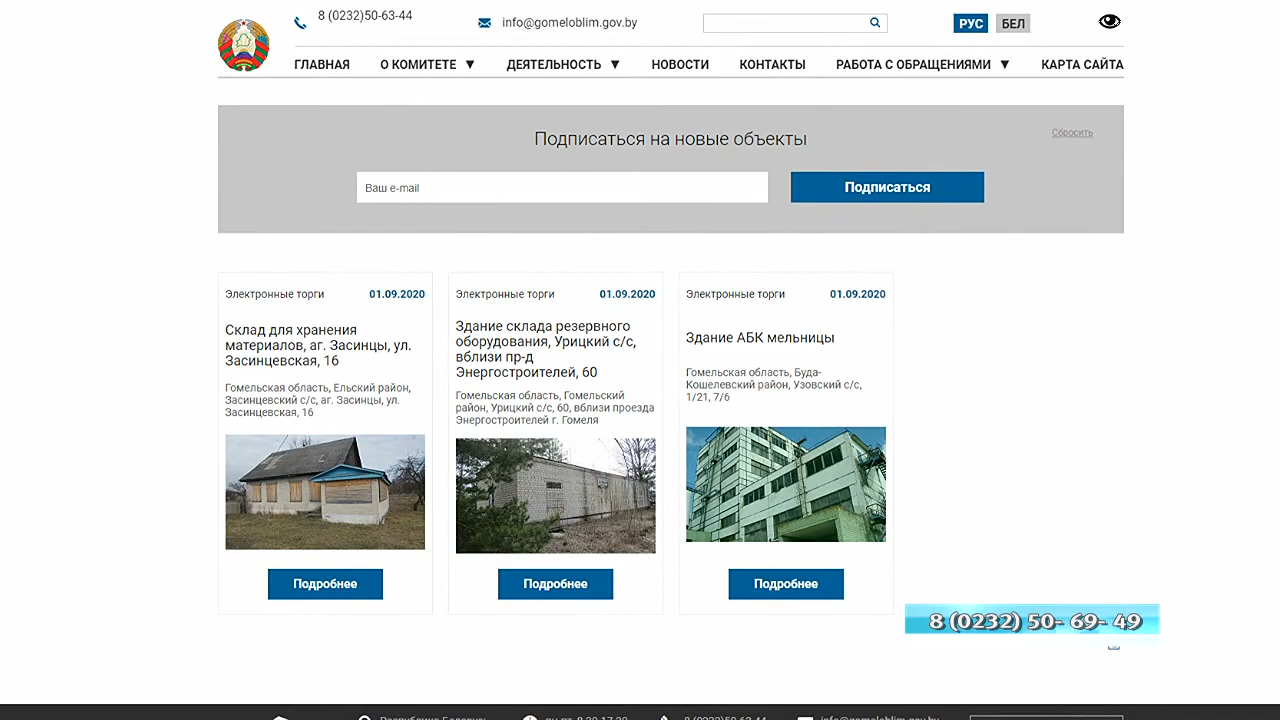 8 (0232)50-63-44
info@gomeloblim.gov.by
РУС БЕЛ
ГЛАВНАЯ О КОМИТЕТЕ ▼ ДЕЯТЕЛЬНОСТЬ ▼ НОВОСТИ КОНТАКТЫ РАБОТА С ОБРАЩЕНИЯМИ ▼ КАРТА САЙТА
Подписаться на новые объекты
Сбросить
Ваш e-mail
Подписаться
Электронные торги 01.09.2020
Склад для хранения
материалов, аг. Засинцы, ул.
Засинцевская, 16
Гомельская область, Ельский район,
Засинцевский с/с, аг. Засинцы, ул.
Засинцевская, 16
Подробнее
Электронные торги 01.09.2020
Здание склада резервного
оборудования, Урицкий с/с,
вблизи пр-д
Энергостроителей, 60
Гомельская область, Гомельский
район, Урицкий с/с, 60, вблизи проезда
Энергостроителей г. Гомеля
Подробнее
Электронные торги 01.09.2020
Здание АБК мельницы
Гомельская область, Буда-
Кошелевский район, Узовский с/с,
1/21, 7/6
Подробнее
8 (0232) 50- 69- 49